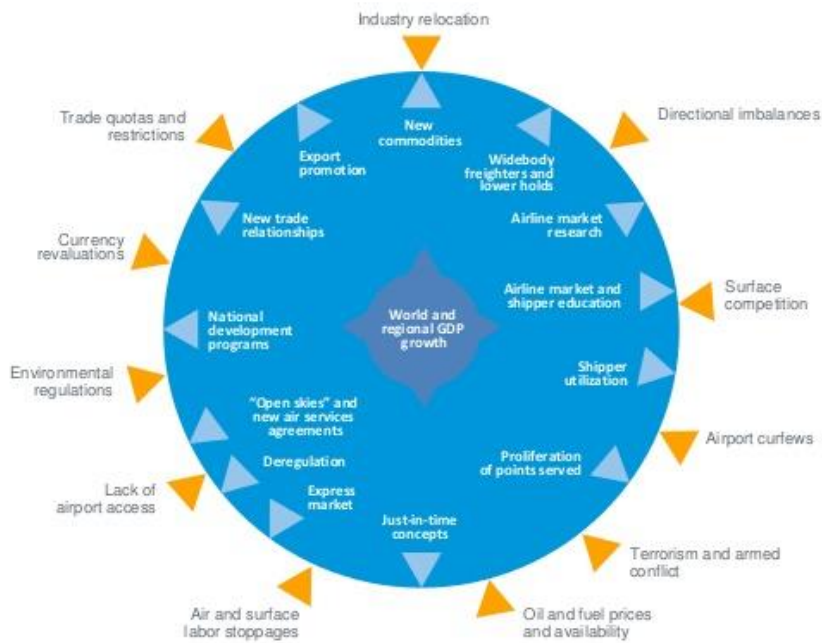 Industry relocation
Trade quotas and
restrictions
Directional imbalances
New
commodities
Export
promotion
Widebody
freighters and
lower holds
New trade
relationships
Airline market
research
Currency
revaluations
Airline market and
shipper education
Surface
competition
World and
regional GDP
growth
National
development
programs
Environmental
regulations
Shipper
utilization
"Open skies" and
new air services
agreements
Airport curfews
Deregulation
Proliferation
of points served
Lack of
airport access
Express
market
Just-in-time
concepts
Terrorism and armed
conflict
Air and surface
labor stoppages
Oil and fuel prices
and availability